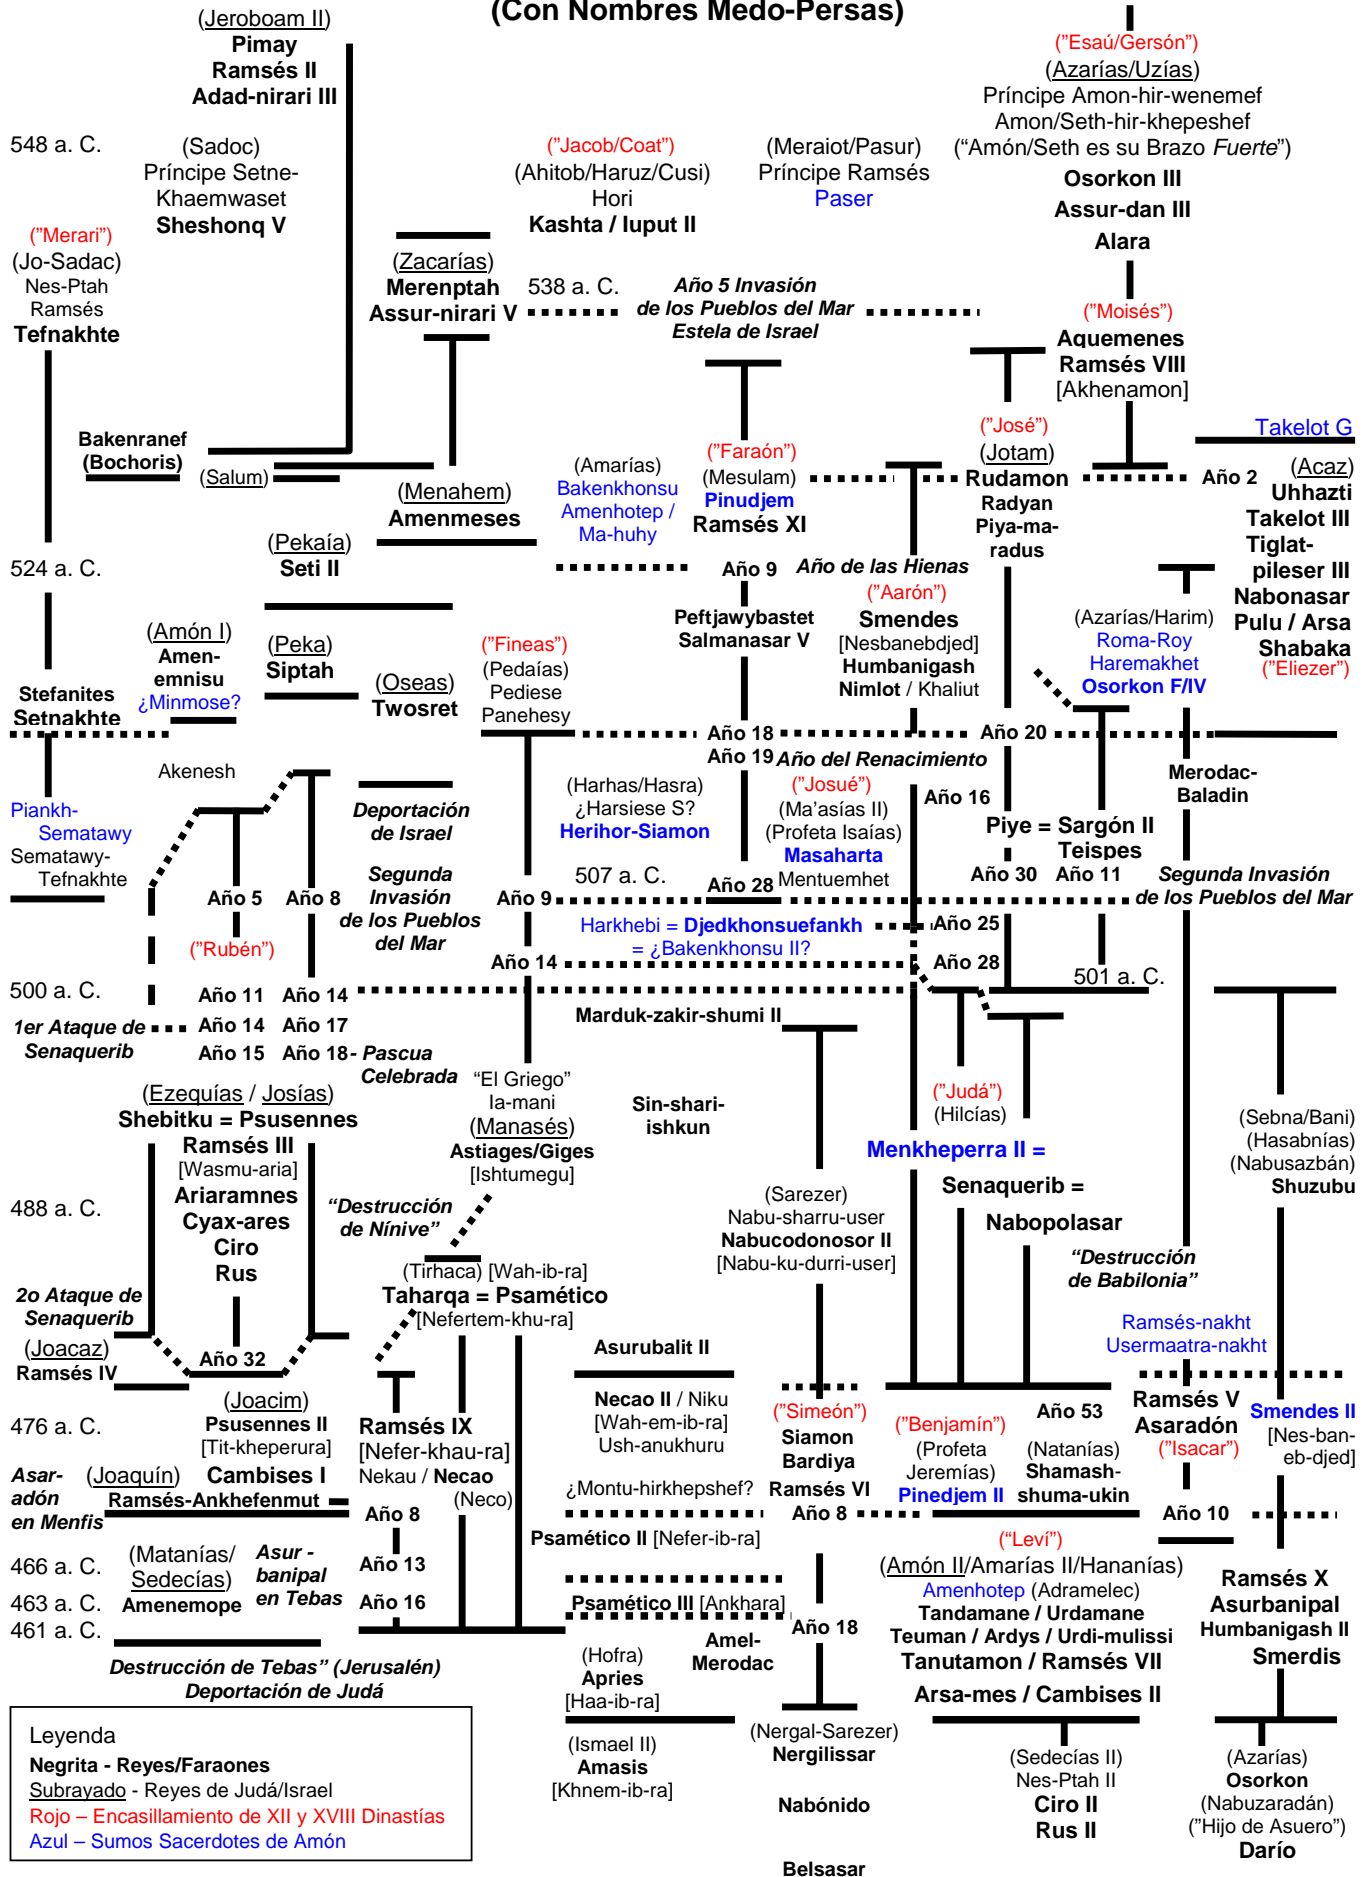 (Con Nombres Medo-Persas)
(Jeroboam II)
Pimay
Ramsés II
Adad-nirari III
("Esaú/Gersón")
(Azarías/Uzías)
Príncipe Amon-hir-wenemef
Amon/Seth-hir-khepeshef
("Amón/Seth es su Brazo Fuerte")
Osorkon III
Assur-dan III
Alara
548 a. C.
(Sadoc)
Príncipe Setne-
Khaemwaset
Sheshonq V
("Jacob/Coat")
(Ahitob/Haruz/Cusi)
Hori
Kashta / Iuput II
(Meraiot/Pasur)
Príncipe Ramsés
Paser
("Merari")
(Jo-Sadac)
Nes-Ptah
Ramsés
Tefnakhte
(Zacarías)
Merenptah
Assur-nirari V
538 a. C.
Año 5 Invasión
de los Pueblos del Mar
Estela de Israel
("Moisés")
Aquemenes
Ramsés VIII
[Akhenamon]
Bakenranef
(Bochoris)
(Salum)
(Menahem)
Amenmeses
(Amarías)
Bakenkhonsu
Amenhotep /
Ma-huhy
("Faraón")
(Mesulam)
Pinudjem
Ramsés XI
("José")
(Jotam)
Rudamon
Radyan
Piya-ma-
radus
Takelot G
Año 2
(Acaz)
Uhhazti
Takelot III
Tiglat-
pileser III
Nabonasar
Pulu / Arsa
Shabaka
("Eliezer")
(Pekaía)
Seti II
524 a. C.
Año 9
Año de las Hienas
("Aarón")
Smendes
[Nesbanebdjed]
Humbanigash
Nimlot / Khaliut
Peftjawybastet
Salmanasar V
(Azarías/Harim)
Roma-Roy
Haremakhet
Osorkon F/IV
(Amón I)
Amen-
emnisu
¿Minmose?
(Peka)
Siptah
(Oseas)
Twosret
("Fineas")
(Pedaías)
Pediese
Panehesy
Stefanites
Setnakhte
Año 18
Año 20
Año 19
Año del Renacimiento
Akenesh
Deportación
de Israel
(Harhas/Hasra)
¿Harsiese S?
Herihor-Siamon
("Josué")
(Ma'asías II)
(Profeta Isaías)
Masaharta
Mentuemhet
Año 16
Merodac-
Baladin
Piye = Sargón II
Teispes
Piankh-
Sematawy
Sematawy-
Tefnakhte
Segunda
Invasión
de los Pueblos
del Mar
Año 5
Año 8
Año 9
507 a. C.
Año 28
Año 30
Año 11
Segunda Invasión
de los Pueblos del Mar
("Rubén")
Harkhebi = Djedkhonsuefankh
= ¿Bakenkhonsu II?
Año 25
Año 14
Año 28
501 a. C.
500 a. C.
Año 11
Año 14
Marduk-zakir-shumi II
1er Ataque de
Senaquerib
Año 14
Año 17
Año 15
Año 18 - Pascua
Celebrada
"El Griego"
Ia-mani
(Manasés)
Astiages/Giges
[Ishtumegu]
Sin-shari-
ishkun
("Judá")
(Hilcías)
(Ezequías / Josías)
Shebitku = Psusennes
Ramsés III
[Wasmu-aria]
Ariaramnes
Cyax-ares
Ciro
Rus
Menkheperra II =
Senaquerib =
Nabopolasar
(Sebna/Bani)
(Hasabnías)
(Nabusazbán)
Shuzubu
488 a. C.
"Destrucción
de Nínive"
(Sarezer)
Nabu-sharru-user
Nabucodonosor II
[Nabu-ku-durri-user]
"Destrucción
de Babilonia"
(Tirhaca) [Wah-ib-ra]
Taharqa = Psamético
[Nefertem-khu-ra]
2o Ataque de
Senaquerib
Ramsés-nakht
Usermaatra-nakht
(Joacaz)
Ramsés IV
Año 32
Asurubalit II
(Joacim)
Psusennes II
[Tit-kheperura]
Cambises I
476 a. C.
Ramsés IX
[Nefer-khau-ra]
Nekau / Necao
(Neco)
Necao II / Niku
[Wah-em-ib-ra]
Ush-anukhuru
("Simeón")
Siamon
Bardiya
Ramsés VI
Año 8
("Benjamín")
(Profeta
Jeremías)
Pinedjem II
Año 53
(Natanías)
Shamash-
shuma-ukin
Ramsés V
Asaradón
("Isacar")
Smendes II
[Nes-ban-
eb-djed]
Asar-
adón
en Menfis
(Joaquín)
Ramsés-Ankhefenmut
¿Montu-hirkhepshef?
Año 8
Año 10
Psamético II [Nefer-ib-ra]
466 a. C.
(Matanías/
Sedecías)
Amenemope
Asur -
banipal
en Tebas
Año 13
("Leví")
(Amón II/Amarías II/Hananías)
Amenhotep (Adramelec)
Tandamane / Urdamane
Teuman / Ardys / Urdi-mulissi
Tanutamon / Ramsés VII
Arsa-mes / Cambises II
Ramsés X
Asurbanipal
Humbanigash II
Smerdis
463 a. C.
Año 16
Psamético III [Ankhara]
461 a. C.
Año 18
Amel-
Merodac
Destrucción de Tebas" (Jerusalén)
Deportación de Judá
(Hofra)
Apries
[Haa-ib-ra]
Leyenda
Negrita - Reyes/Faraones
Subrayado - Reyes de Judá/Israel
Rojo – Encasillamiento de XII y XVIII Dinastías
Azul – Sumos Sacerdotes de Amón
(Ismael II)
Amasis
[Khnem-ib-ra]
(Nergal-Sarezer)
Nergilissar
Nabónido
Belsasar
(Sedecías II)
Nes-Ptah II
Ciro II
Rus II
(Azarías)
Osorkon
(Nabuzaradán)
("Hijo de Asuero")
Darío